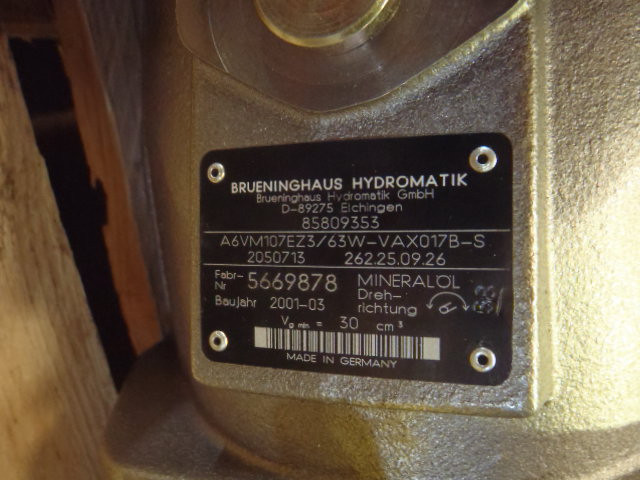 BRUENINGHAUS HYDROMATIK
Brueninghaus Hydromatik GmbH
D-89275 Elchingen
85809353
A6VM107EZ3/63W-VAX017B-S
2050713 262.25.09.26
Fabr-Nr 5669878 MINERALÖL
Baujahr 2001-03 Dreh-
richtung
Vg min = 30 cm³
MADE IN GERMANY